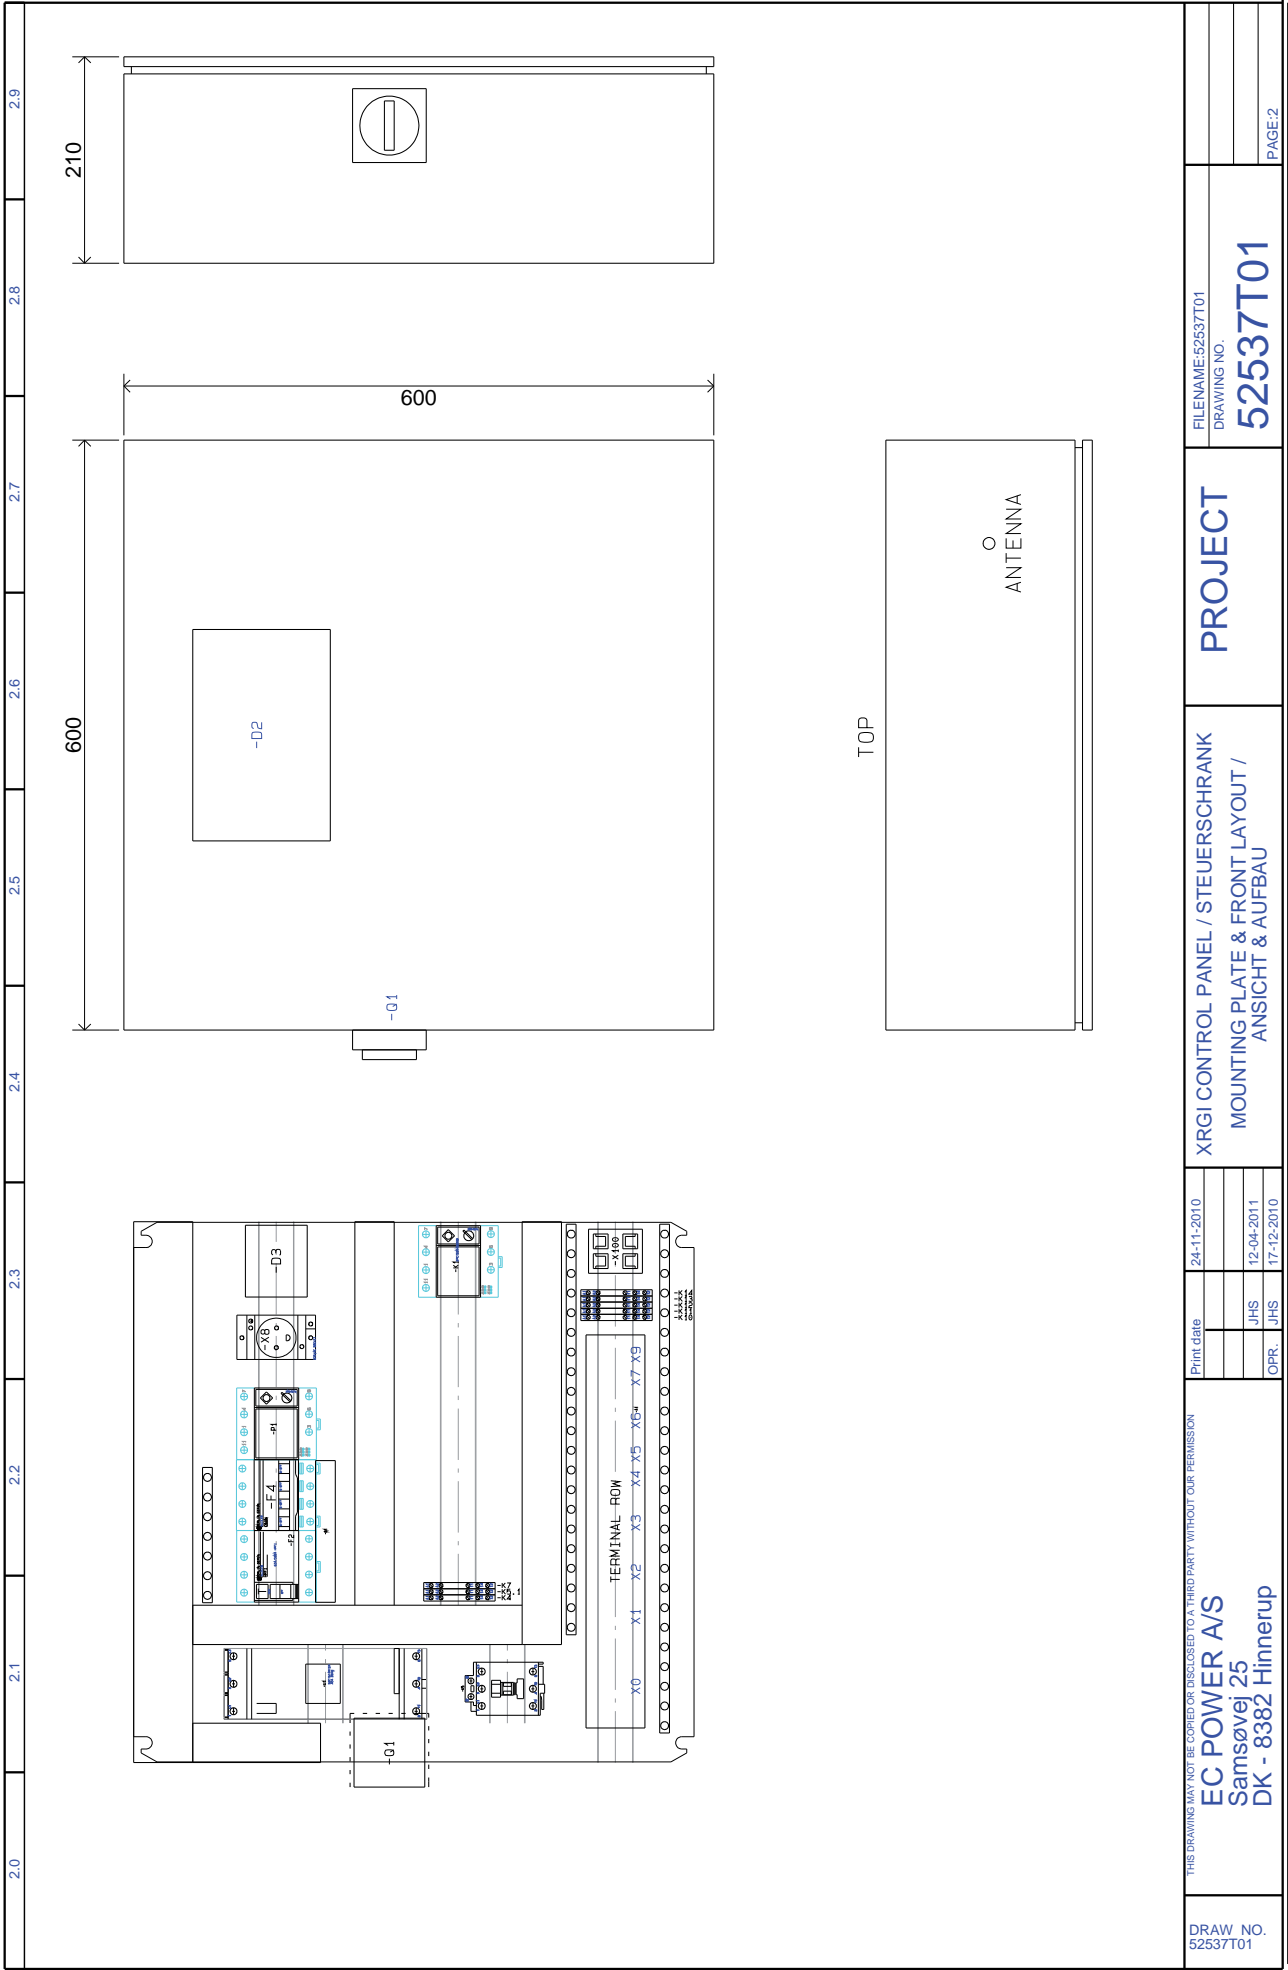 2.0
2.1
2.2
2.3
2.4
2.5
2.6
2.7
2.8
2.9
600
600
210
-D2
-Q1
-D3
-X8
-P1
-F4
-F2
-K1
-X7
-Q1
-X100
TERMINAL ROW
X0 X1 X2 X3 X4 X5 X6 X7 X9
TOP
ANTENNA
DRAW NO.
52537T01
THIS DRAWING MAY NOT BE COPIED OR DISCLOSED TO A THIRD PARTY WITHOUT OUR PERMISSION
EC POWER A/S
Samsøvej 25
DK - 8382 Hinnerup
Print date
24-11-2010
JHS
12-04-2011
OPR.
JHS
17-12-2010
XRGI CONTROL PANEL / STEUERSCHRANK
MOUNTING PLATE & FRONT LAYOUT /
ANSICHT & AUFBAU
PROJECT
FILENAME:52537T01
DRAWING NO.
52537T01
PAGE:2